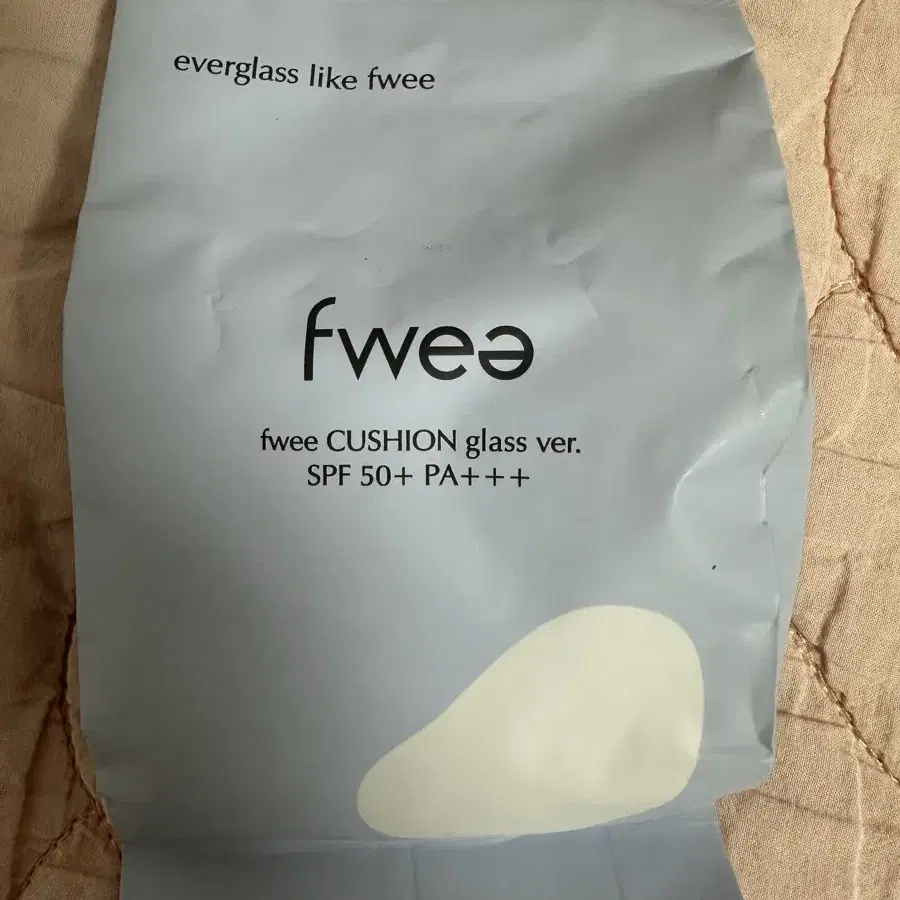 everglass like fwee
fwee
fwee CUSHION glass ver.
SPF 50+ PA+++